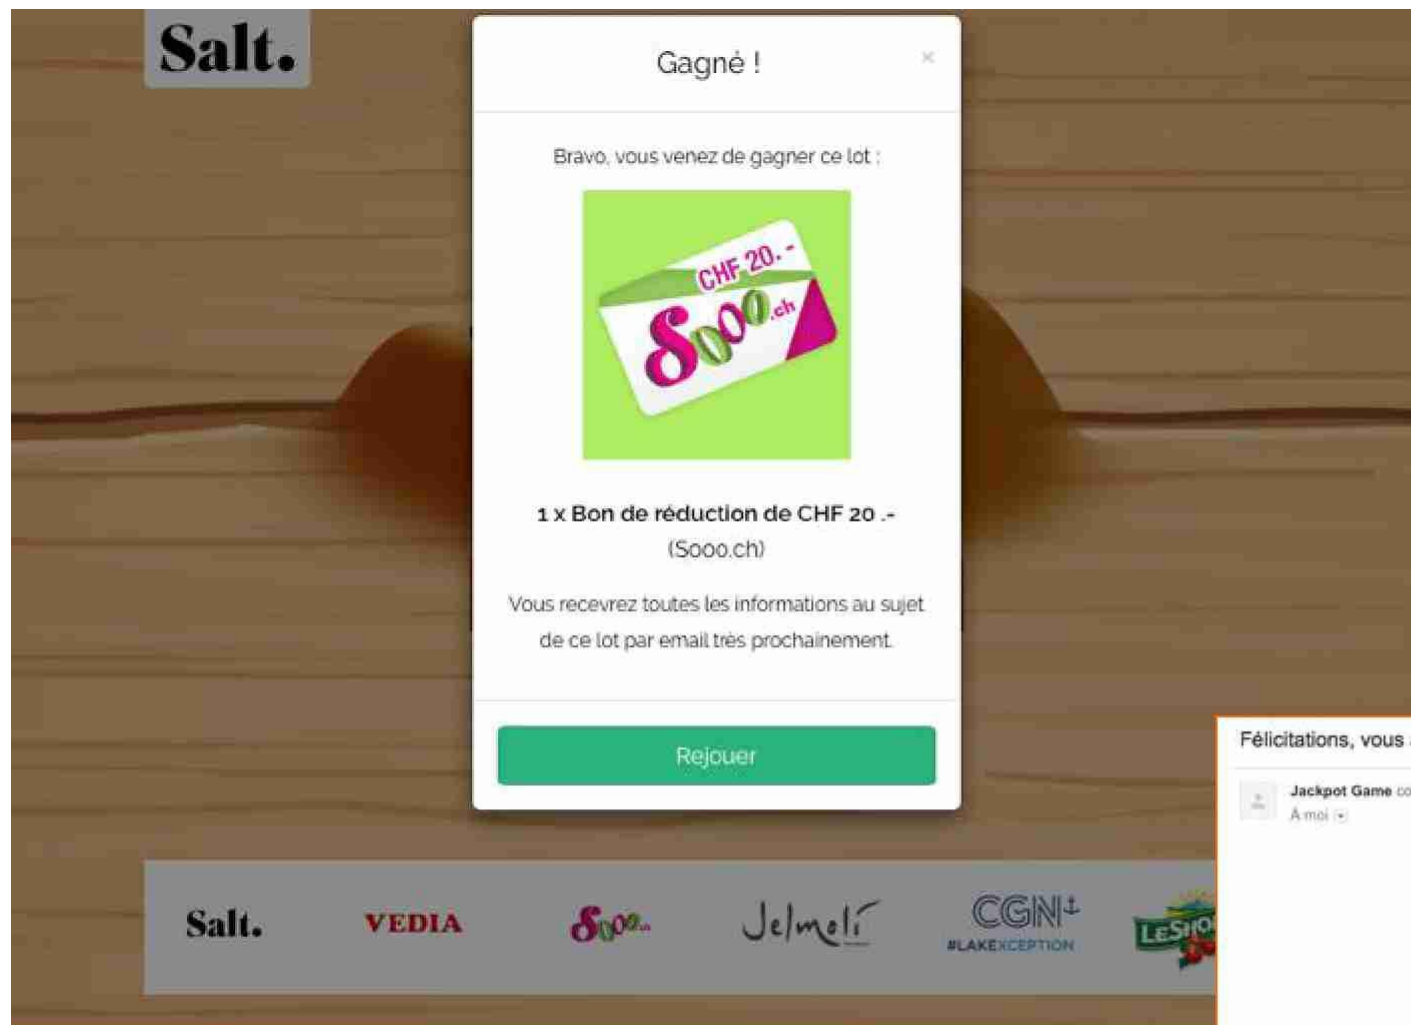 Salt.
Gagné !
×
Bravo, vous venez de gagner ce lot :
CHF 20. -
Sooo.ch
1 x Bon de réduction de CHF 20 .-
(Sooo.ch)
Vous recevrez toutes les informations au sujet
de ce lot par email très prochainement.
Rejouer
Félicitations, vous
Jackpot Game
À moi
Salt.
VEDIA
Sooo.ch
Jelmoli
CGN
#LAKEXCEPTION
LESHO